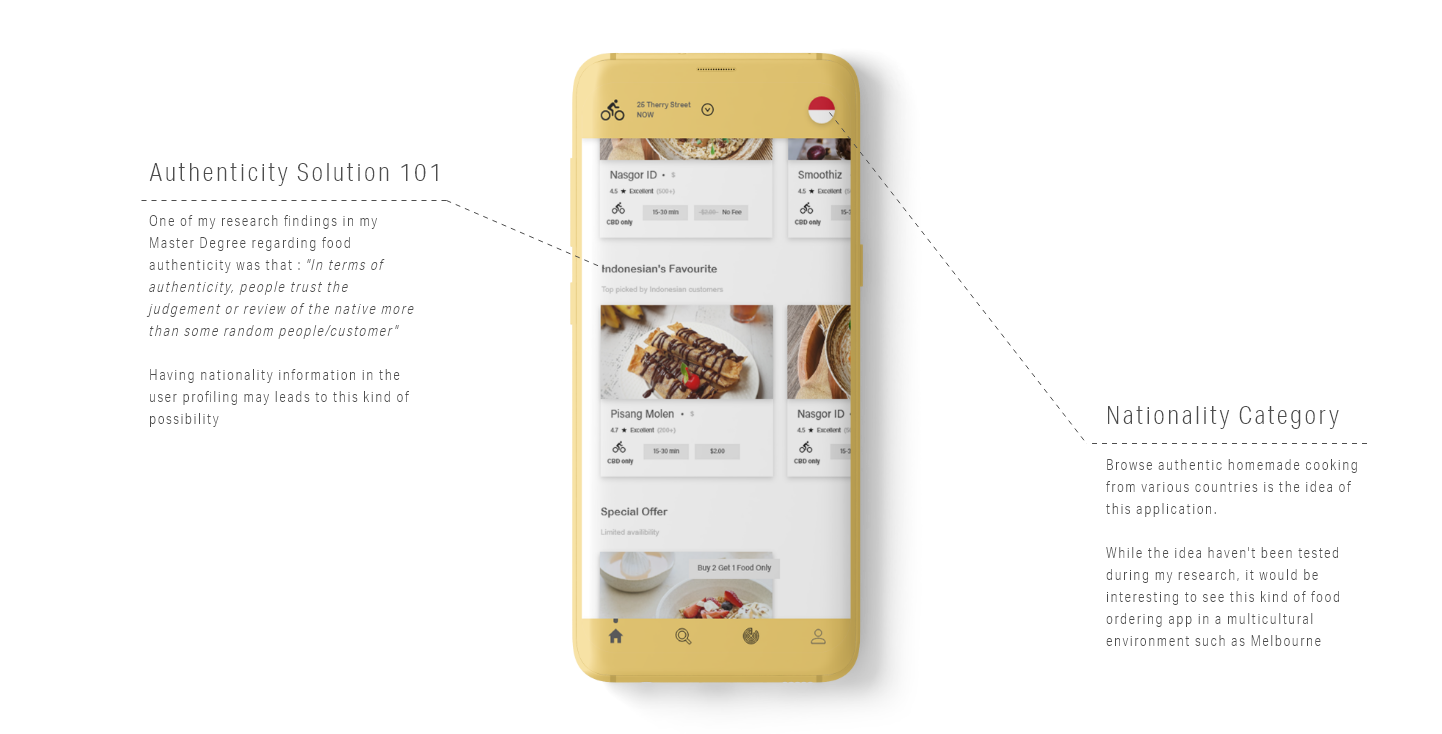 Authenticity Solution 101
One of my research findings in my
Master Degree regarding food
authenticity was that : "In terms of
authenticity, people trust the
judgement or review of the native more
than some random people/customer"
Having nationality information in the
user profiling may leads to this kind of
possibility
25 Therry Street
NOW
Nasgor ID • $
4.5 ★ Excellent (500+)
CBD only
15-30 min
$2.00 No Fee
Smoothiz
4.5 ★ Excellent (5
CBD only
15-3
Indonesian's Favourite
Top picked by Indonesian customers
Pisang Molen • $
4.7 ★ Excellent (200+)
CBD only
15-30 min
$2.00
Nasgor ID •
4.5 ★ Excellent (5
CBD only
15-3
Special Offer
Limited availibility
Buy 2 Get 1 Food Only
Nationality Category
Browse authentic homemade cooking
from various countries is the idea of
this application.
While the idea haven't been tested
during my research, it would be
interesting to see this kind of food
ordering app in a multicultural
environment such as Melbourne